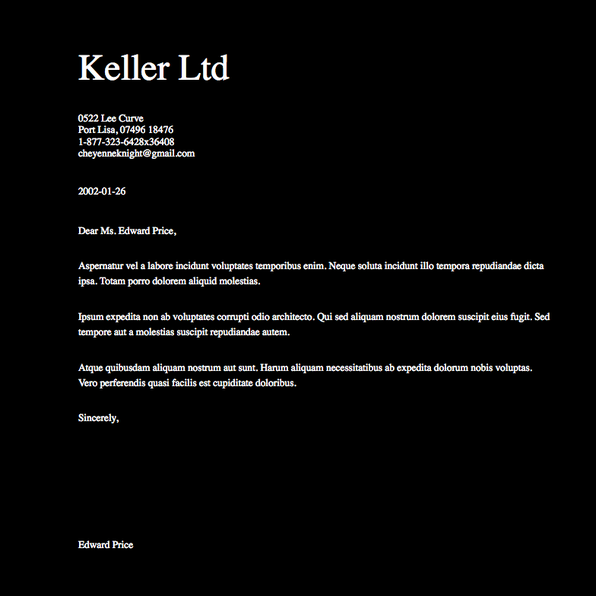 Keller Ltd
0522 Lee Curve
Port Lisa, 07496 18476
1-877-323-6428x36408
cheyenneknight@gmail.com
2002-01-26
Dear Ms. Edward Price,
Aspernatur vel a labore incidunt voluptates temporibus enim. Neque soluta incidunt illo tempora repudiandae dicta
ipsa. Totam porro dolorem aliquid molestias.
Ipsum expedita non ab voluptates corrupti odio architecto. Qui sed aliquam nostrum dolorem suscipit eius fugit. Sed
tempore aut a molestias suscipit repudiandae autem.
Atque quibusdam aliquam nostrum aut sunt. Harum aliquam necessitatibus ab expedita dolorum nobis voluptas.
Vero perferendis quasi facilis est cupiditate doloribus.
Sincerely,
Edward Price